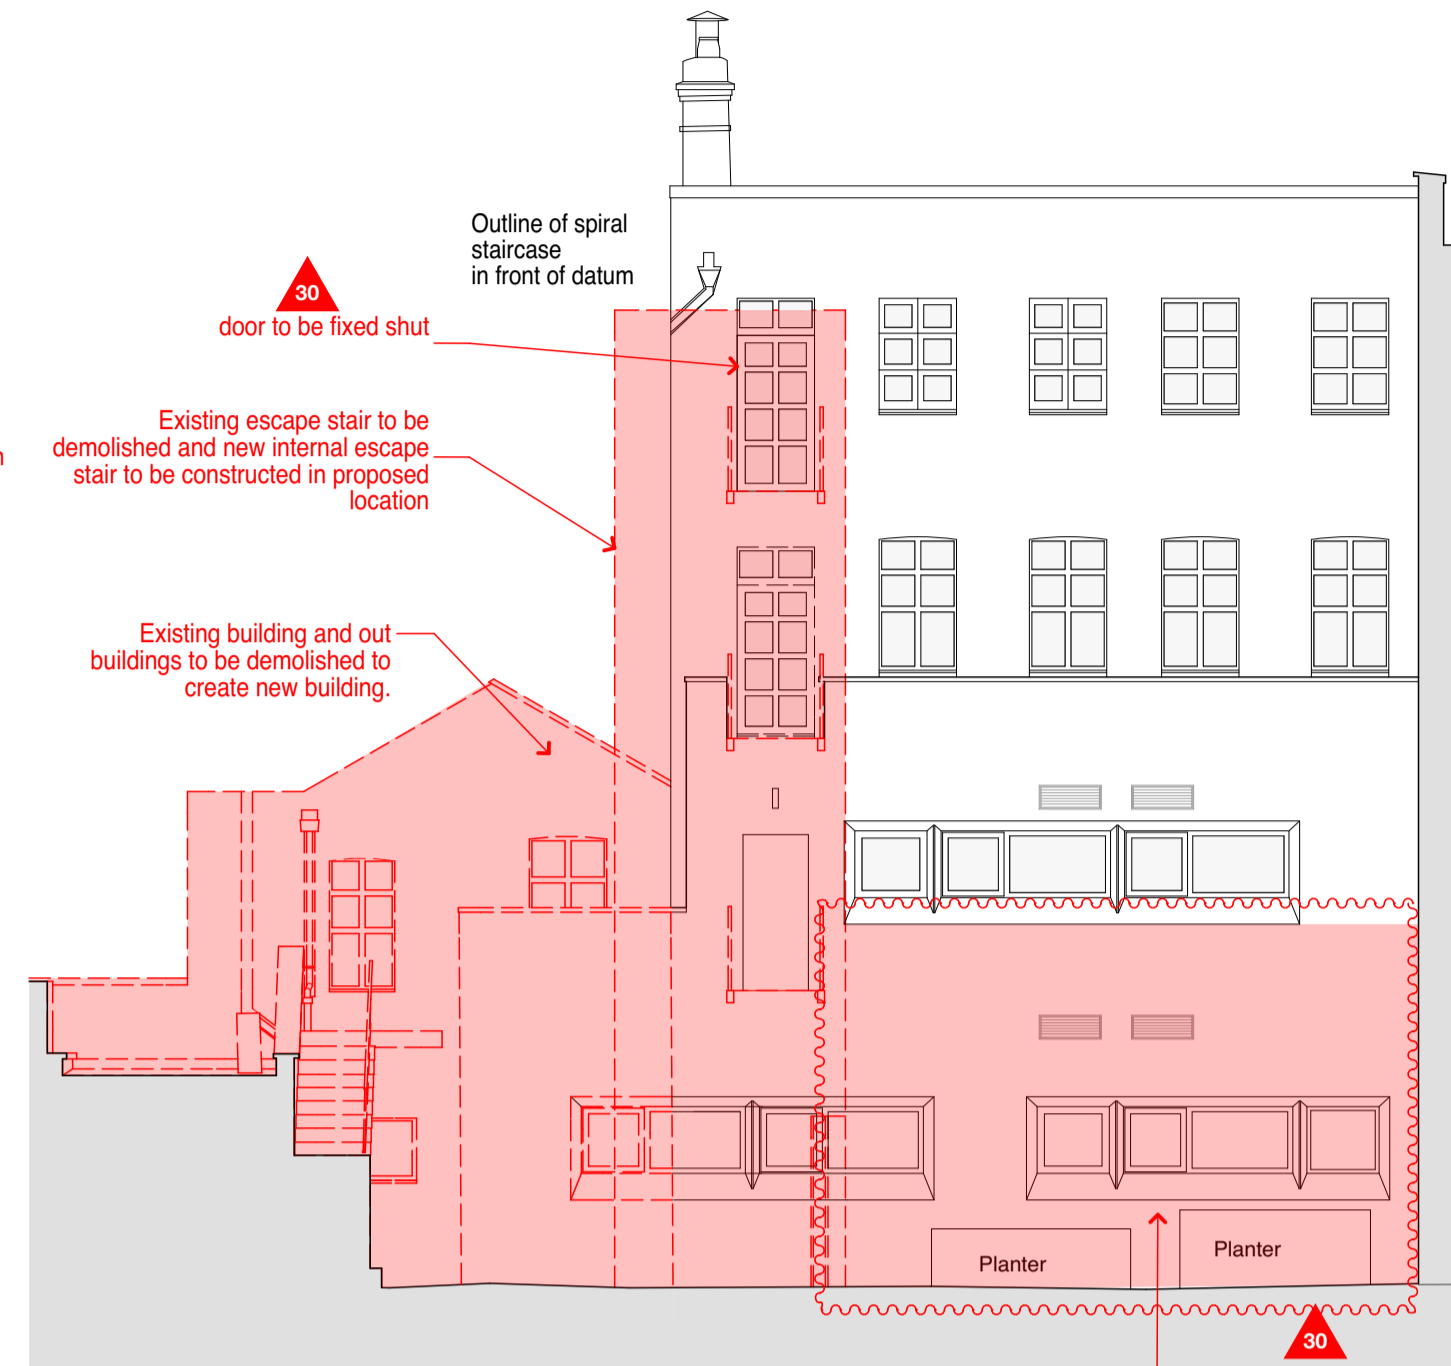 Outline of spiral
staircase
in front of datum
30
door to be fixed shut
Existing escape stair to be
demolished and new internal escape
stair to be constructed in proposed
location
n
Existing building and out
buildings to be demolished to
create new building.
Planter
Planter
30